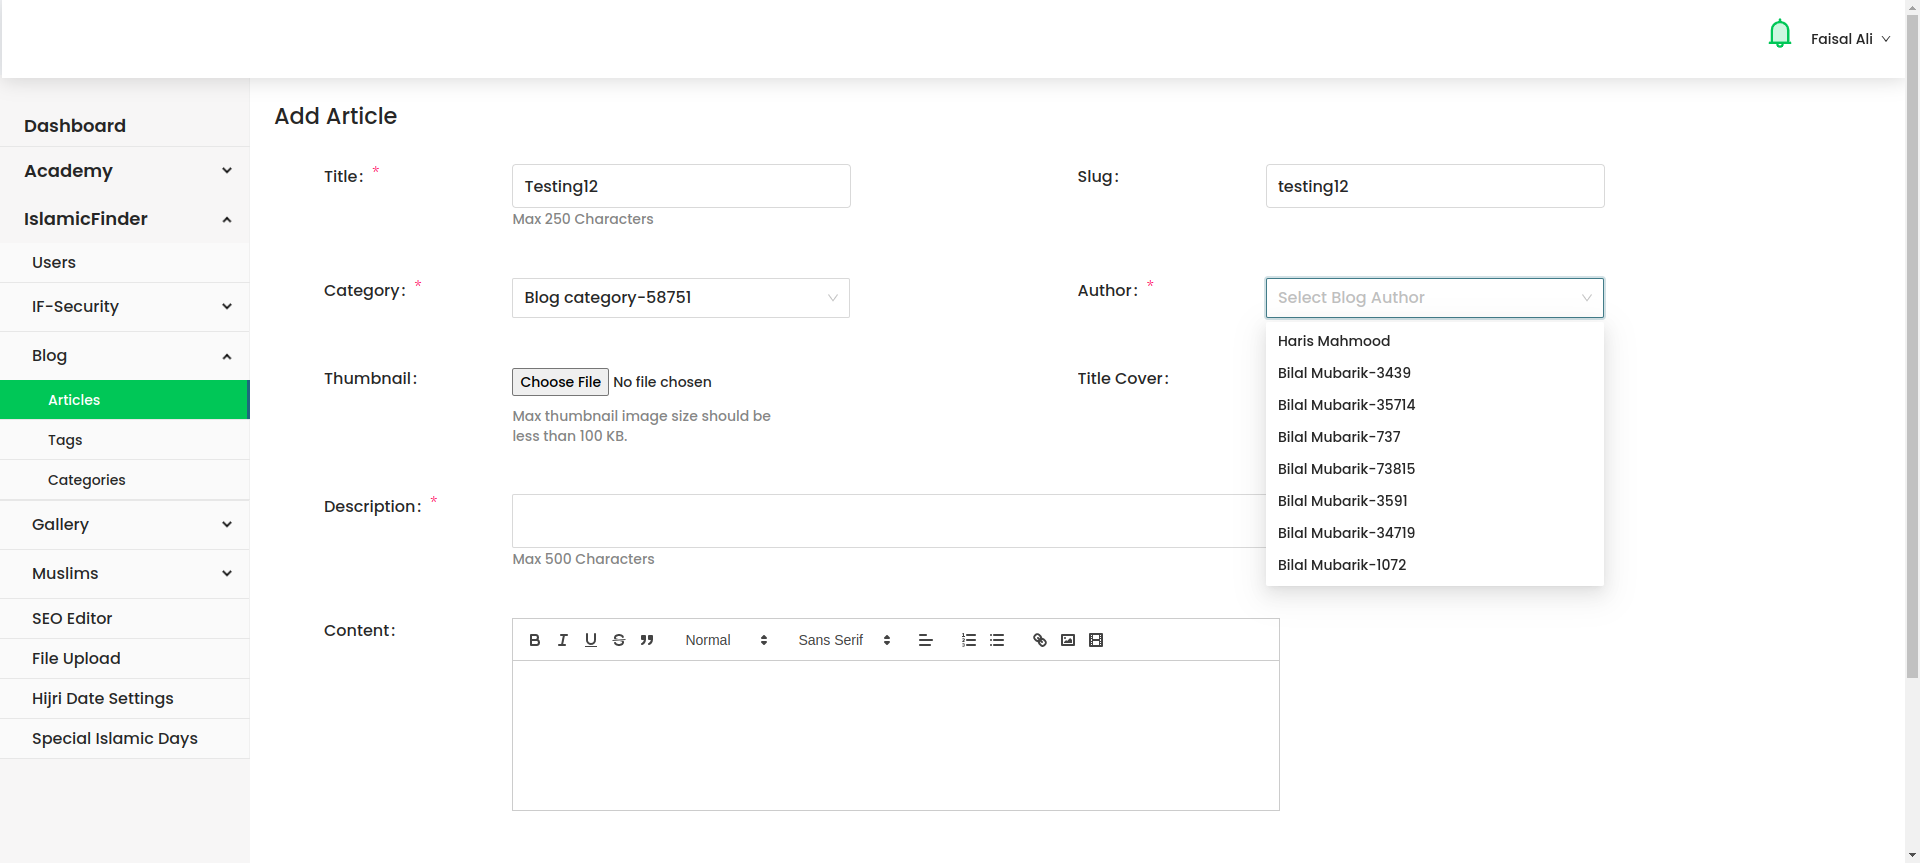 Faisal Ali
Dashboard
Academy
IslamicFinder
Users
IF-Security
Blog
Articles
Tags
Categories
Gallery
Muslims
SEO Editor
File Upload
Hijri Date Settings
Special Islamic Days
Add Article
Title: *
Testing12
Max 250 Characters
Slug:
testing12
Category: *
Blog category-58751
Author: *
Select Blog Author
Haris Mahmood
Bilal Mubarik-3439
Bilal Mubarik-35714
Bilal Mubarik-737
Bilal Mubarik-73815
Bilal Mubarik-3591
Bilal Mubarik-34719
Bilal Mubarik-1072
Thumbnail:
Choose File No file chosen
Max thumbnail image size should be
less than 100 KB.
Title Cover:
Description: *
Max 500 Characters
Content:
Normal
Sans Serif